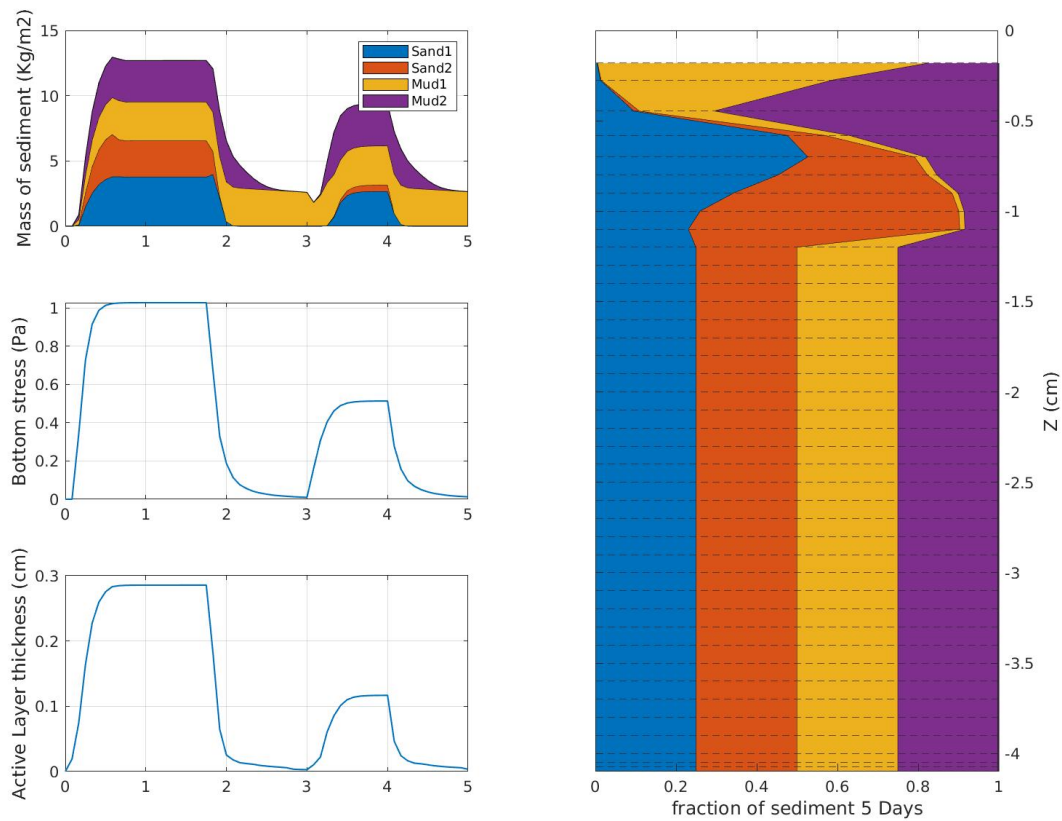 Mass of sediment (Kg/m2)
15
10
5
0
0 1 2 3 4 5
Sand1
Sand2
Mud1
Mud2
Bottom stress (Pa)
1
0.8
0.6
0.4
0.2
0
0 1 2 3 4 5
Active Layer thickness (cm)
0.3
0.2
0.1
0
0 1 2 3 4 5
0
-0.5
-1
-1.5
-2
-2.5
-3
-3.5
-4
Z (cm)
0 0.2 0.4 0.6 0.8 1
fraction of sediment 5 Days